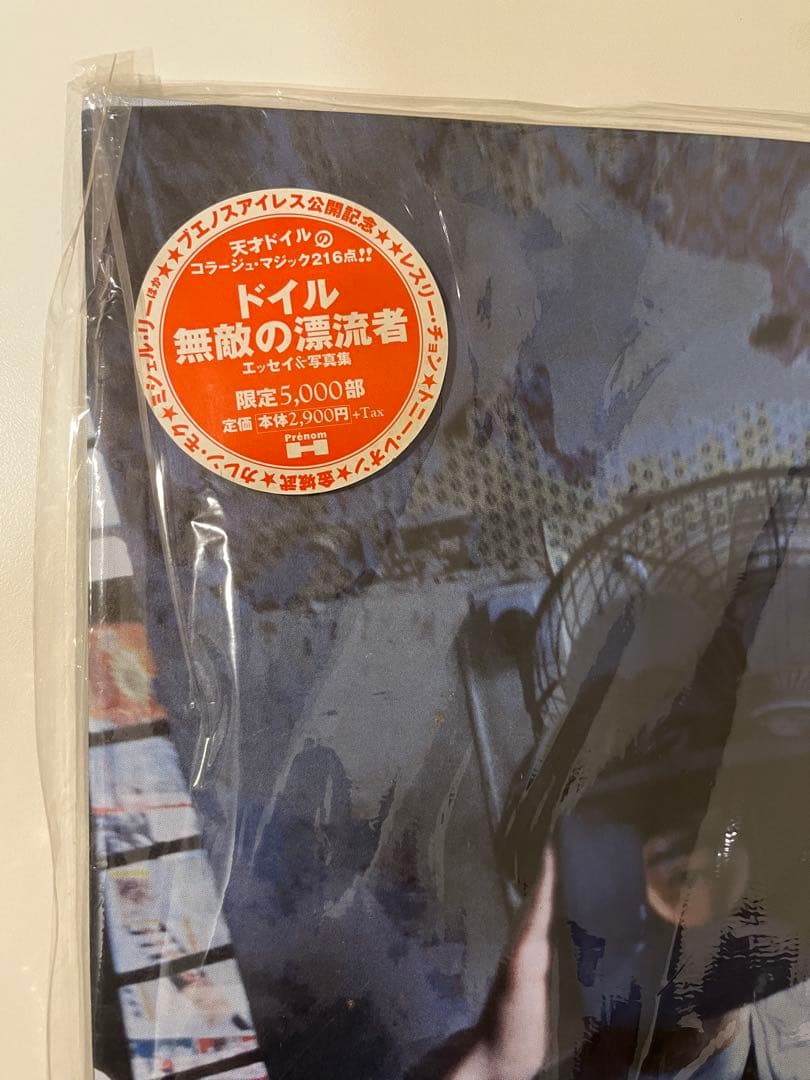 ★★ブエノスアイレス公開記念★★レスリー・チョン★トニー・レオン★金城武★カレン・モク★ミシェル・リーほか
天才ドイルの
コラージュ・マジック216点!!
ドイル
無敵の漂流者
エッセイ&写真集
限定5,000部
定価 本体2,900円+Tax
Prénom
H